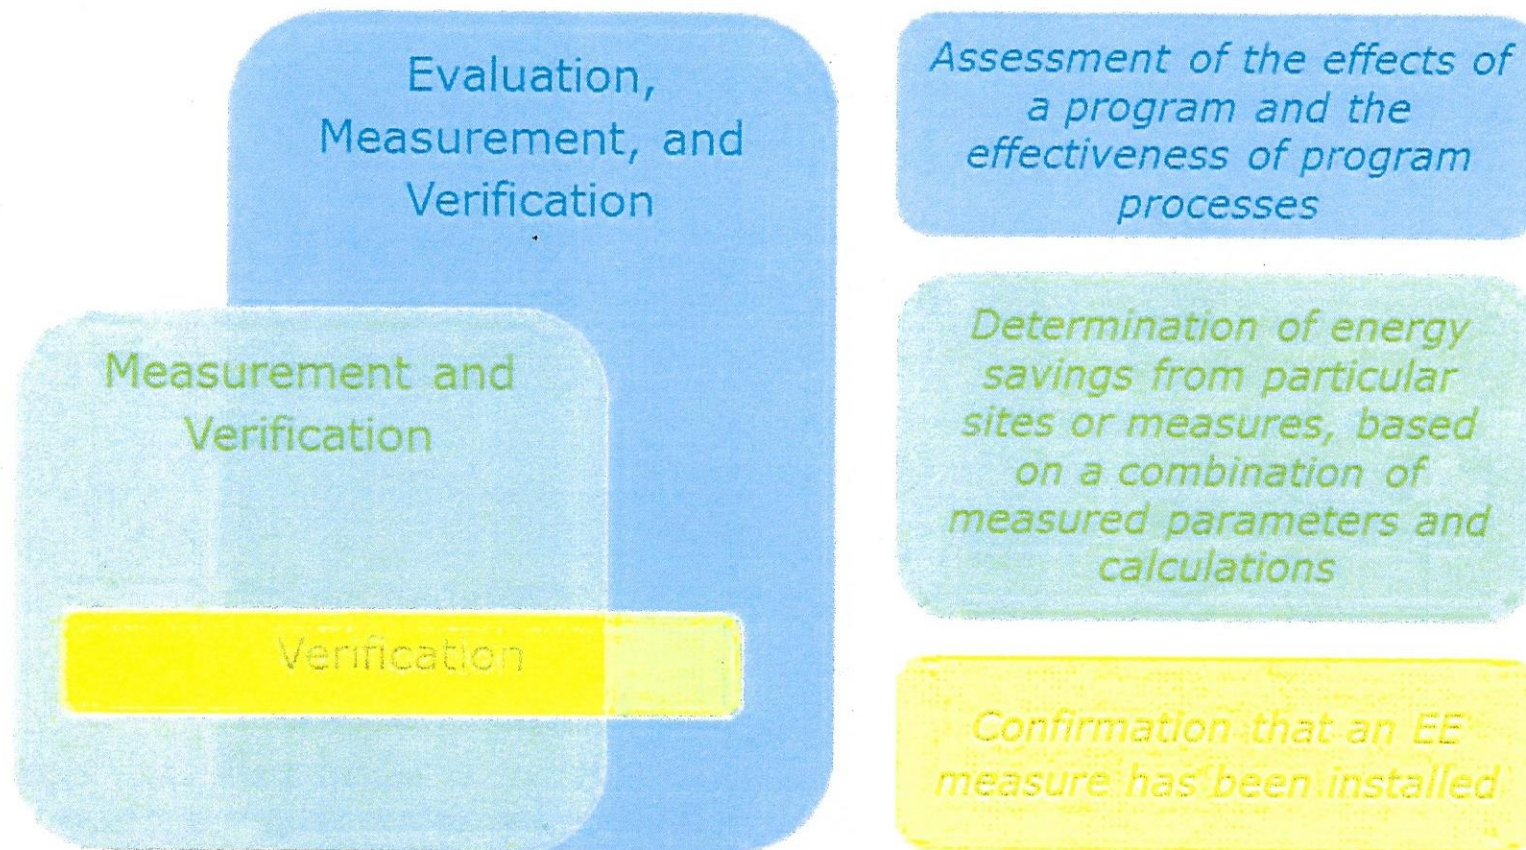 Evaluation,
Measurement, and
Verification
Measurement and
Verification
Verification
Assessment of the effects of
a program and the
effectiveness of program
processes
Determination of energy
savings from particular
sites or measures, based
on a combination of
measured parameters and
calculations
Confirmation that an EE
measure has been installed